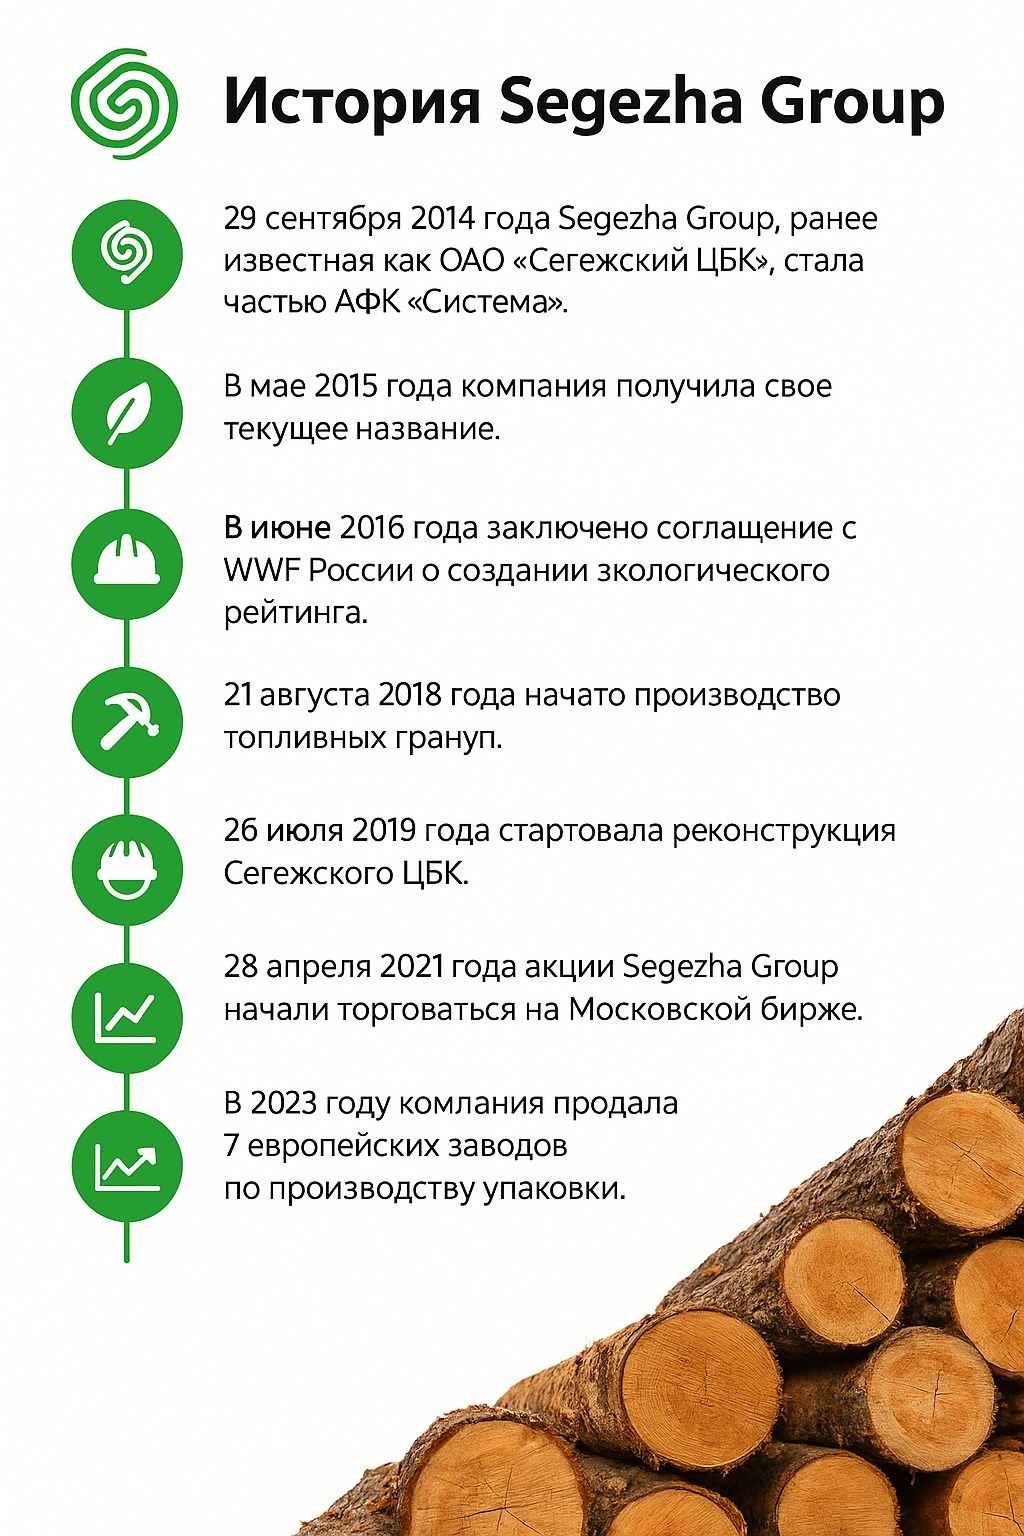 История Segezha Group
29 сентября 2014 года Segezha Group, ранее
известная как ОАО «Сегежский ЦБК», стала
частью АФК «Система».
В мае 2015 года компания получила свое
текущее название.
В июне 2016 года заключено соглашение с
WWF России о создании зкологического
рейтинга.
21 августа 2018 года начато производство
топливных грануп.
26 июля 2019 года стартовала реконструкция
Сегежского ЦБК.
28 апреля 2021 года акции Segezha Group
начали торговаться на Московской бирже.
В 2023 году комлания продала
7 европейских заводов
по производству упаковки.